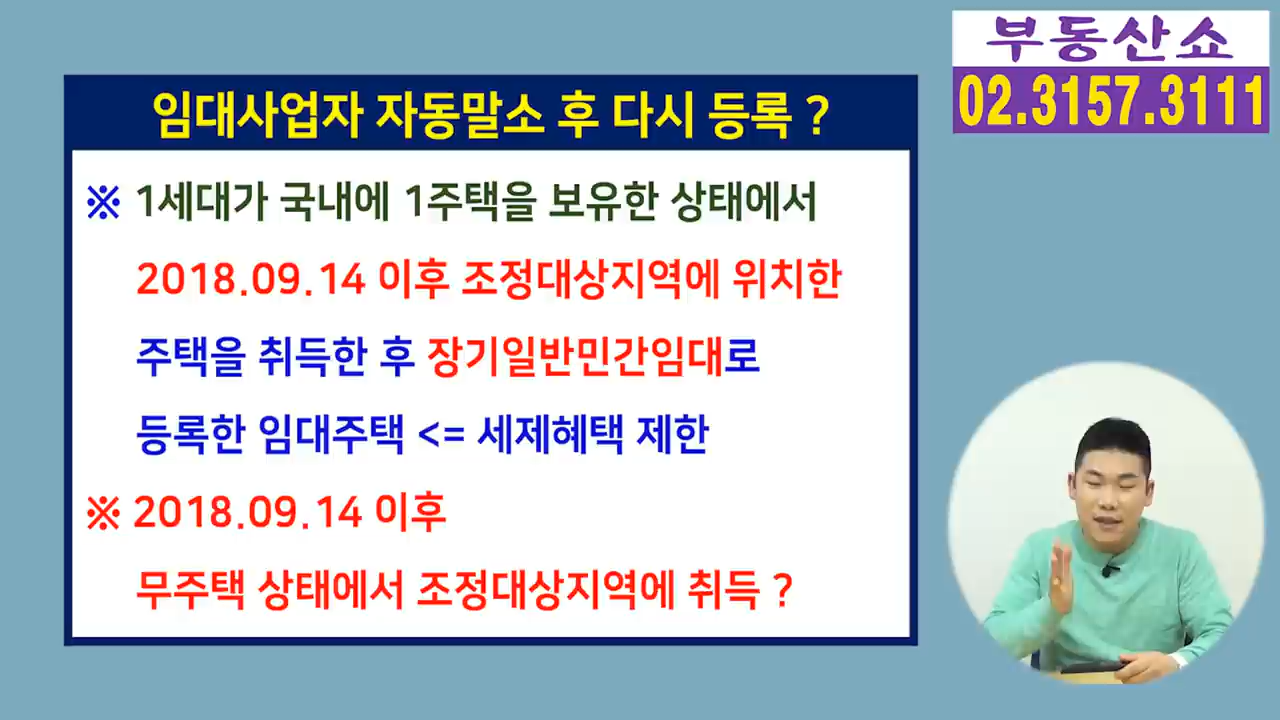 부동산쇼
02.3157.3111
임대사업자 자동말소 후 다시 등록 ?
※ 1세대가 국내에 1주택을 보유한 상태에서
2018.09.14 이후 조정대상지역에 위치한
주택을 취득한 후 장기일반민간임대로
등록한 임대주택 <= 세제혜택 제한
※ 2018.09.14 이후
무주택 상태에서 조정대상지역에 취득 ?